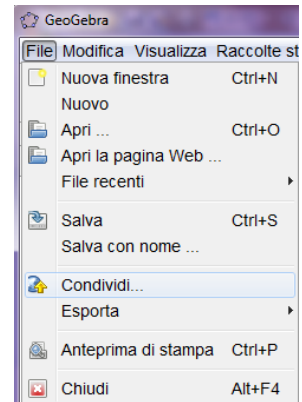 GeoGebra
File Modifica Visualizza Raccolte st
Nuova finestra Ctrl+N
Nuovo
Apri ... Ctrl+O
Apri la pagina Web ...
File recenti
Salva Ctrl+S
Salva con nome ...
Condividi...
Esporta
Anteprima di stampa Ctrl+P
Chiudi Alt+F4